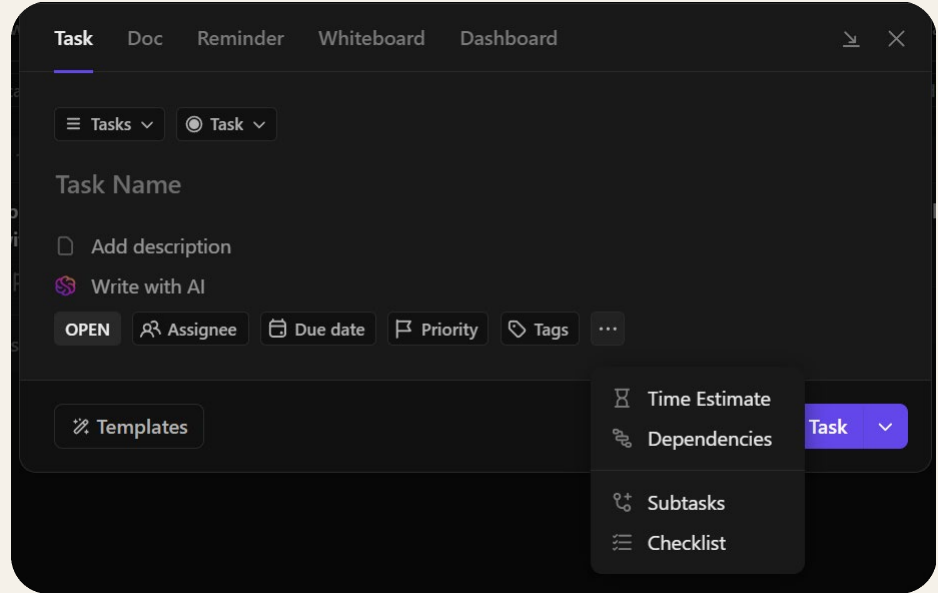 Task Doc Reminder Whiteboard Dashboard
Tasks Task
Task Name
Add description
Write with AI
OPEN Assignee Due date Priority Tags ...
Time Estimate
Templates Task
Dependencies
Subtasks
Checklist